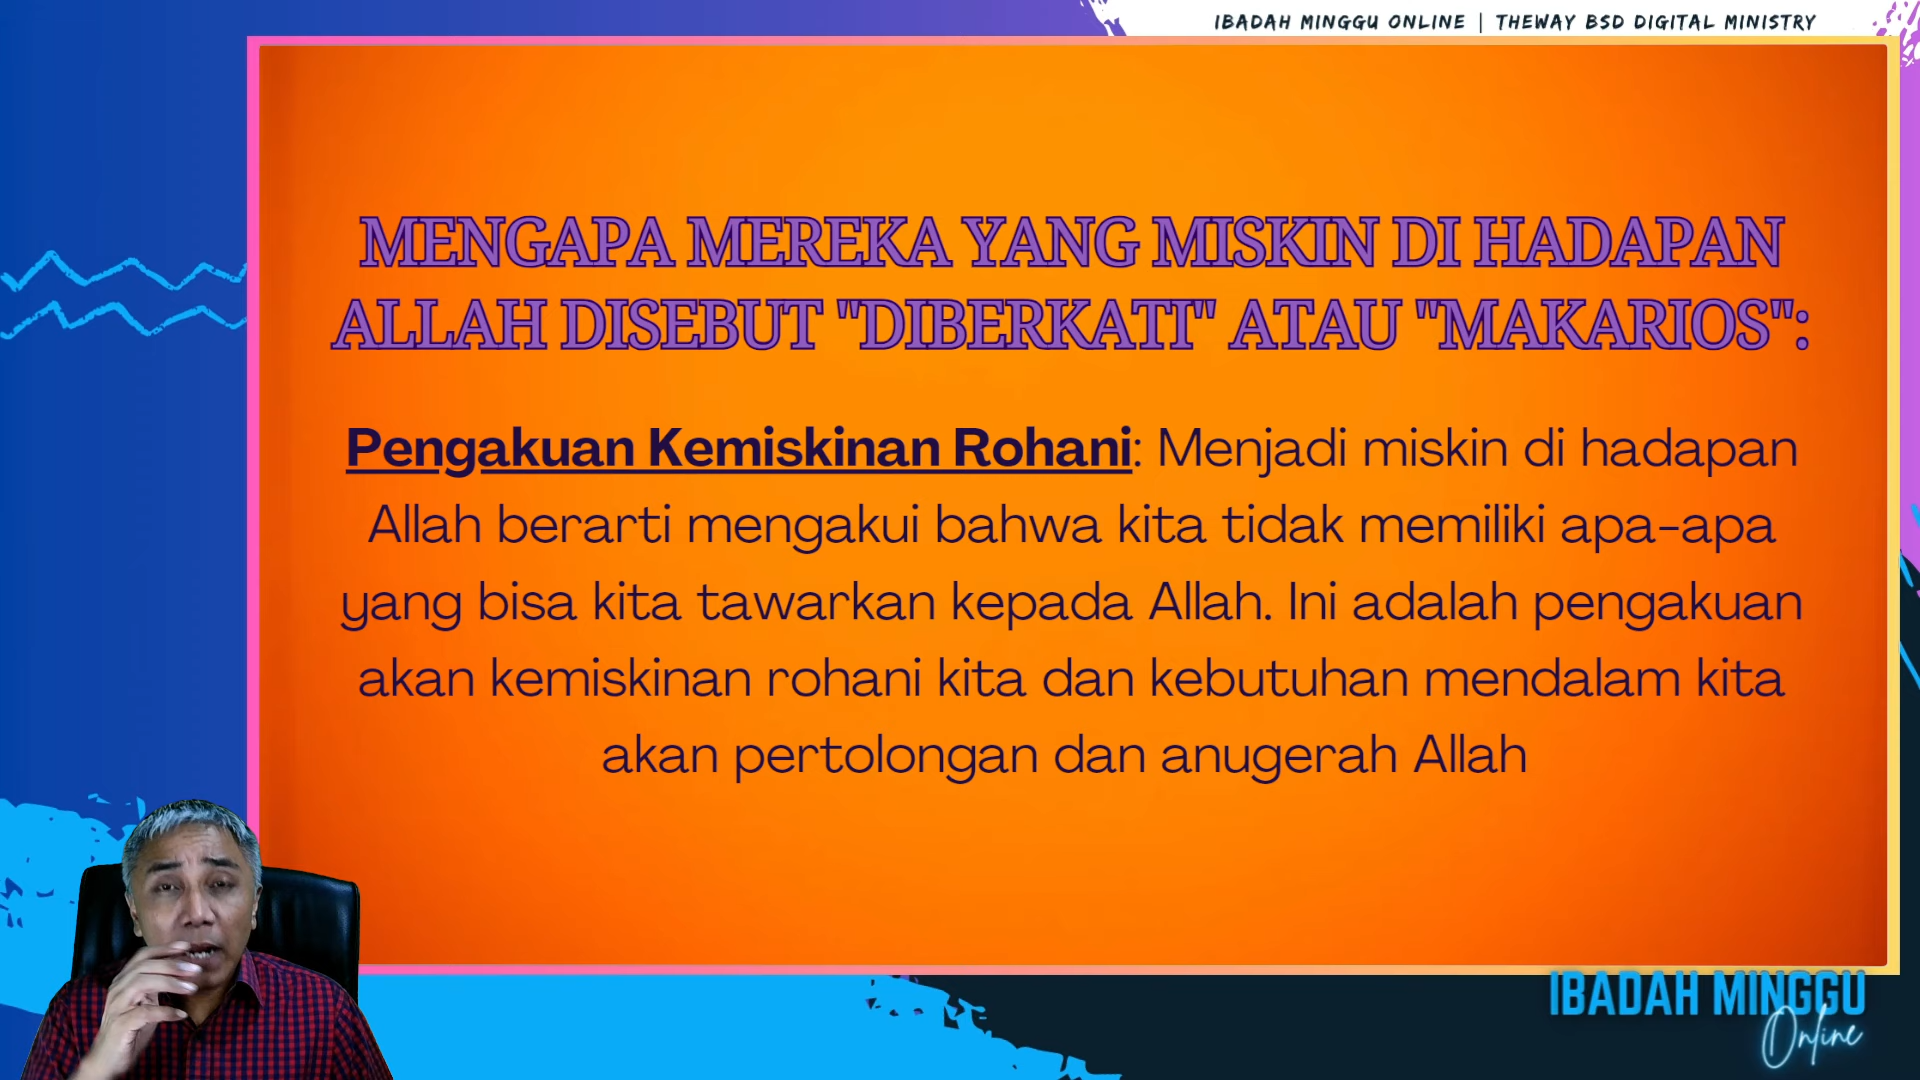 IBADAH MINGGU ONLINE | THEWAY BSD DIGITAL MINISTRY
MENGAPA MEREKA YANG MISKIN DI HADAPAN
ALLAH DISEBUT "DIBERKATI" ATAU "MAKARIOS":
Pengakuan Kemiskinan Rohani: Menjadi miskin di hadapan
Allah berarti mengakui bahwa kita tidak memiliki apa-apa
yang bisa kita tawarkan kepada Allah. Ini adalah pengakuan
akan kemiskinan rohani kita dan kebutuhan mendalam kita
akan pertolongan dan anugerah Allah
IBADAH MINGGU
Online